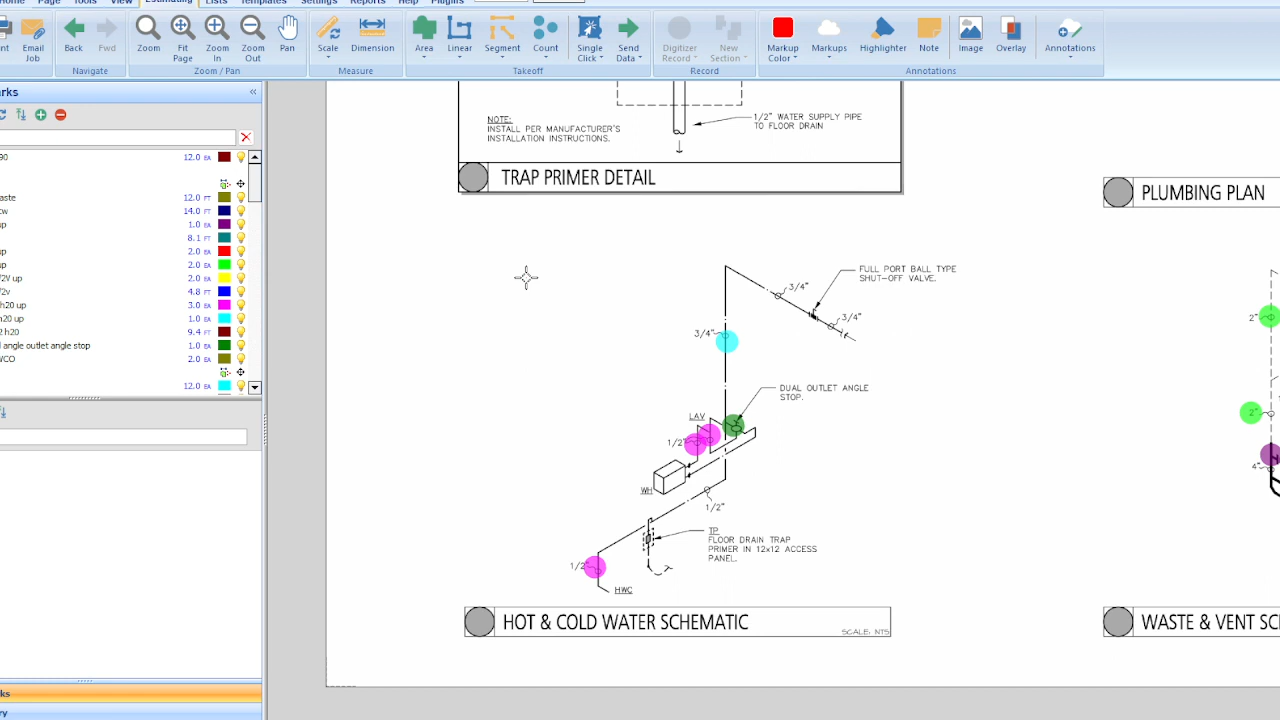 Home Page Tools View Estimating Lists Templates Settings Reports Help Plugins
Email Job
Back
Fwd
Navigate
Zoom
Fit Page
Zoom In
Zoom Out
Pan
Zoom / Pan
Scale
Dimension
Measure
Area
Linear
Segment
Count
Single Click
Send Data
Takeoff
Digitizer Record
New Section
Record
Markup Color
Markups
Highlighter
Note
Image
Overlay
Annotations
Annotations
rks
90 12.0 EA
aste 12.0 FT
cw 14.0 FT
up 1.0 EA
8.1 FT
up 2.0 EA
up 2.0 EA
/2V up 2.0 EA
/2v 4.8 FT
h20 up 3.0 EA
h20 up 1.0 EA
2 h20 9.4 FT
l angle outlet angle stop 1.0 EA
WCO 2.0 EA
12.0 EA
ks
ry
NOTE:
INSTALL PER MANUFACTURER'S
INSTALLATION INSTRUCTIONS.
1/2" WATER SUPPLY PIPE
TO FLOOR DRAIN
TRAP PRIMER DETAIL
PLUMBING PLAN
FULL PORT BALL TYPE
SHUT-OFF VALVE.
3/4"
3/4"
3/4"
DUAL OUTLET ANGLE
STOP.
LAV
1/2"
WH
1/2"
TP
FLOOR DRAIN TRAP
PRIMER IN 12x12 ACCESS
PANEL.
1/2"
HWC
2"
2"
4"
HOT & COLD WATER SCHEMATIC
SCALE: NTS
WASTE & VENT SC